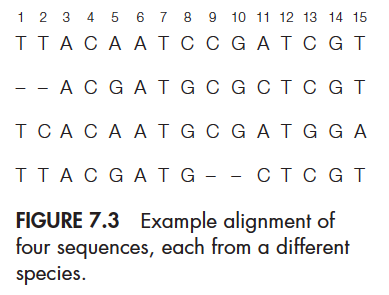 1 2 3 4 5 6 7 8 9 10 11 12 13 14 15
T T A C A A T C C G A T C G T
- - A C G A T G C G C T C G T
T C A C A A T G C G A T G G A
T T A C G A T G - - C T C G T
FIGURE 7.3 Example alignment of
four sequences, each from a different
species.